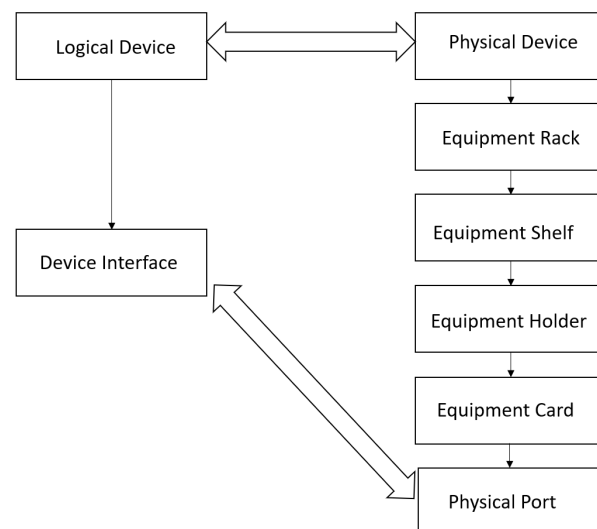 Logical Device
Physical Device
Equipment Rack
Equipment Shelf
Device Interface
Equipment Holder
Equipment Card
Physical Port